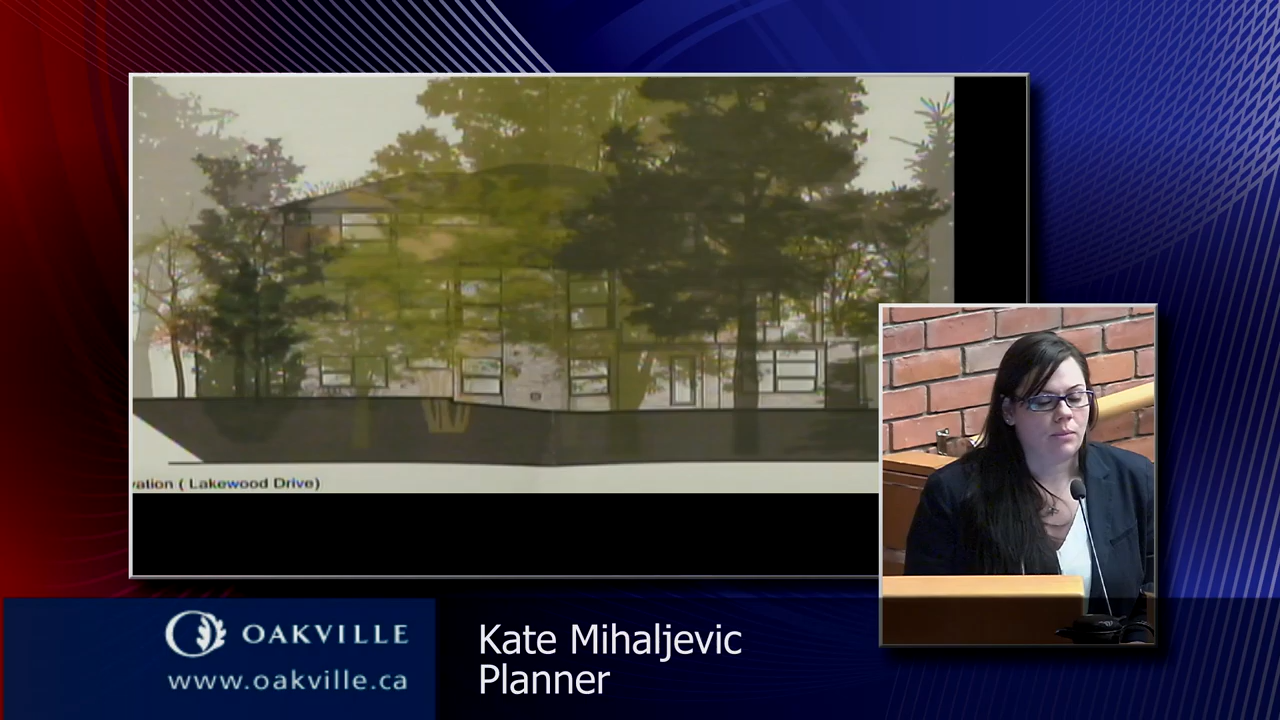 vation ( Lakewood Drive)
OAKVILLE
www.oakville.ca
Kate Mihaljevic
Planner